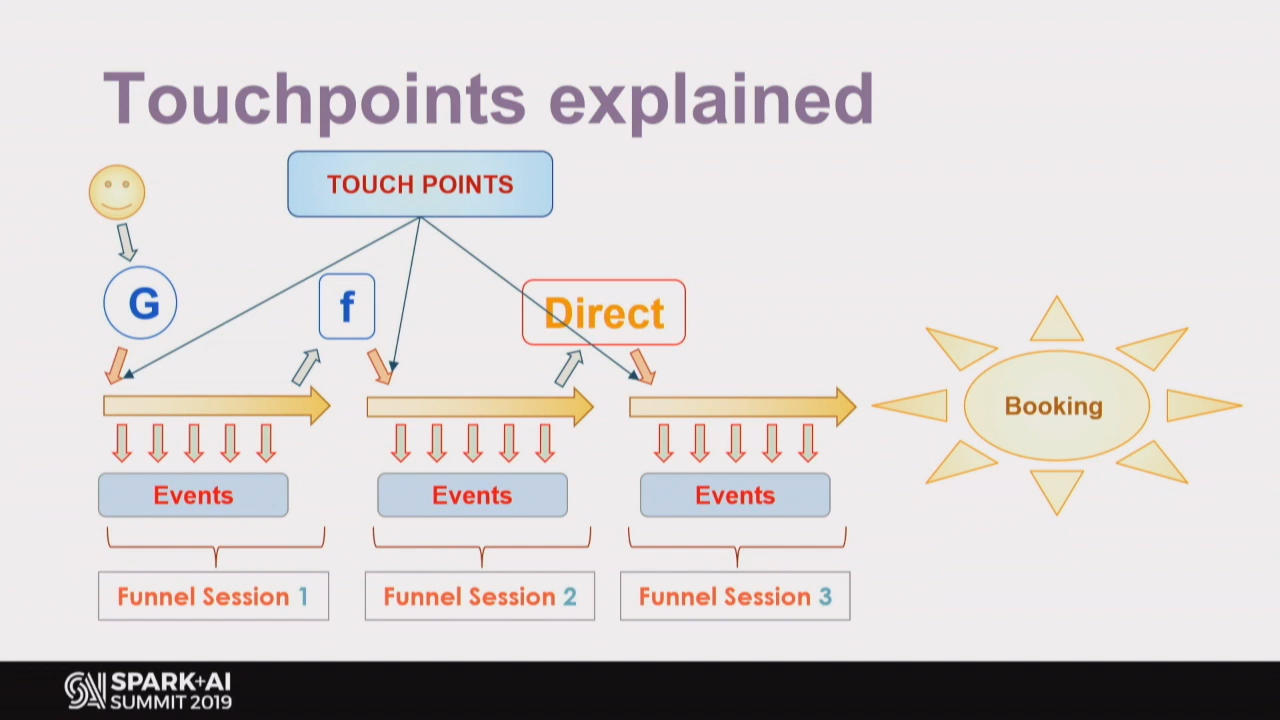 Touchpoints explained
TOUCH POINTS
G
f
Direct
Booking
Events
Events
Events
Funnel Session 1
Funnel Session 2
Funnel Session 3
SPARK+AI
SUMMIT 2019